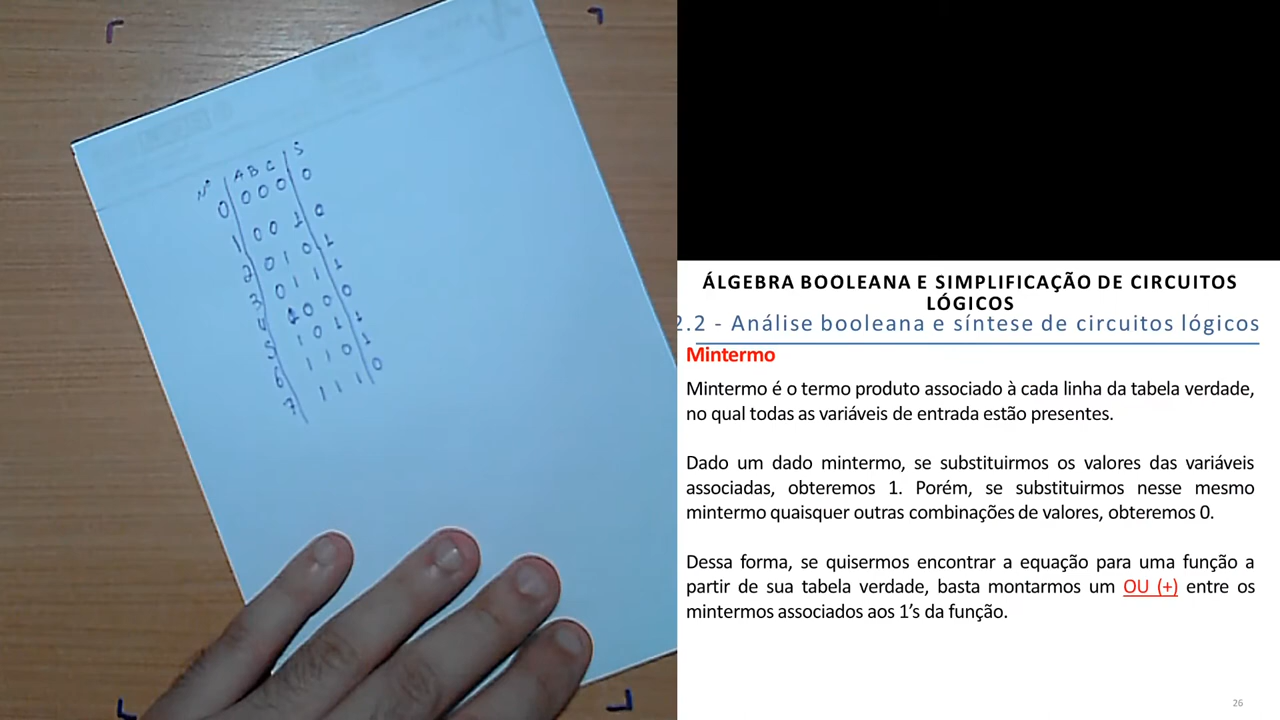 Nº A B C S
0 0 0 0 0
1 0 0 1 0
2 0 1 0 1
3 0 1 1 1
4 1 0 0 0
5 1 0 1 1
6 1 1 0 1
7 1 1 1 0
ÁLGEBRA BOOLEANA E SIMPLIFICAÇÃO DE CIRCUITOS
LÓGICOS
2.2 - Análise booleana e síntese de circuitos lógicos
Mintermo
Mintermo é o termo produto associado à cada linha da tabela verdade,
no qual todas as variáveis de entrada estão presentes.
Dado um dado mintermo, se substituirmos os valores das variáveis
associadas, obteremos 1. Porém, se substituirmos nesse mesmo
mintermo quaisquer outras combinações de valores, obteremos 0.
Dessa forma, se quisermos encontrar a equação para uma função a
partir de sua tabela verdade, basta montarmos um OU (+) entre os
mintermos associados aos 1's da função.
26